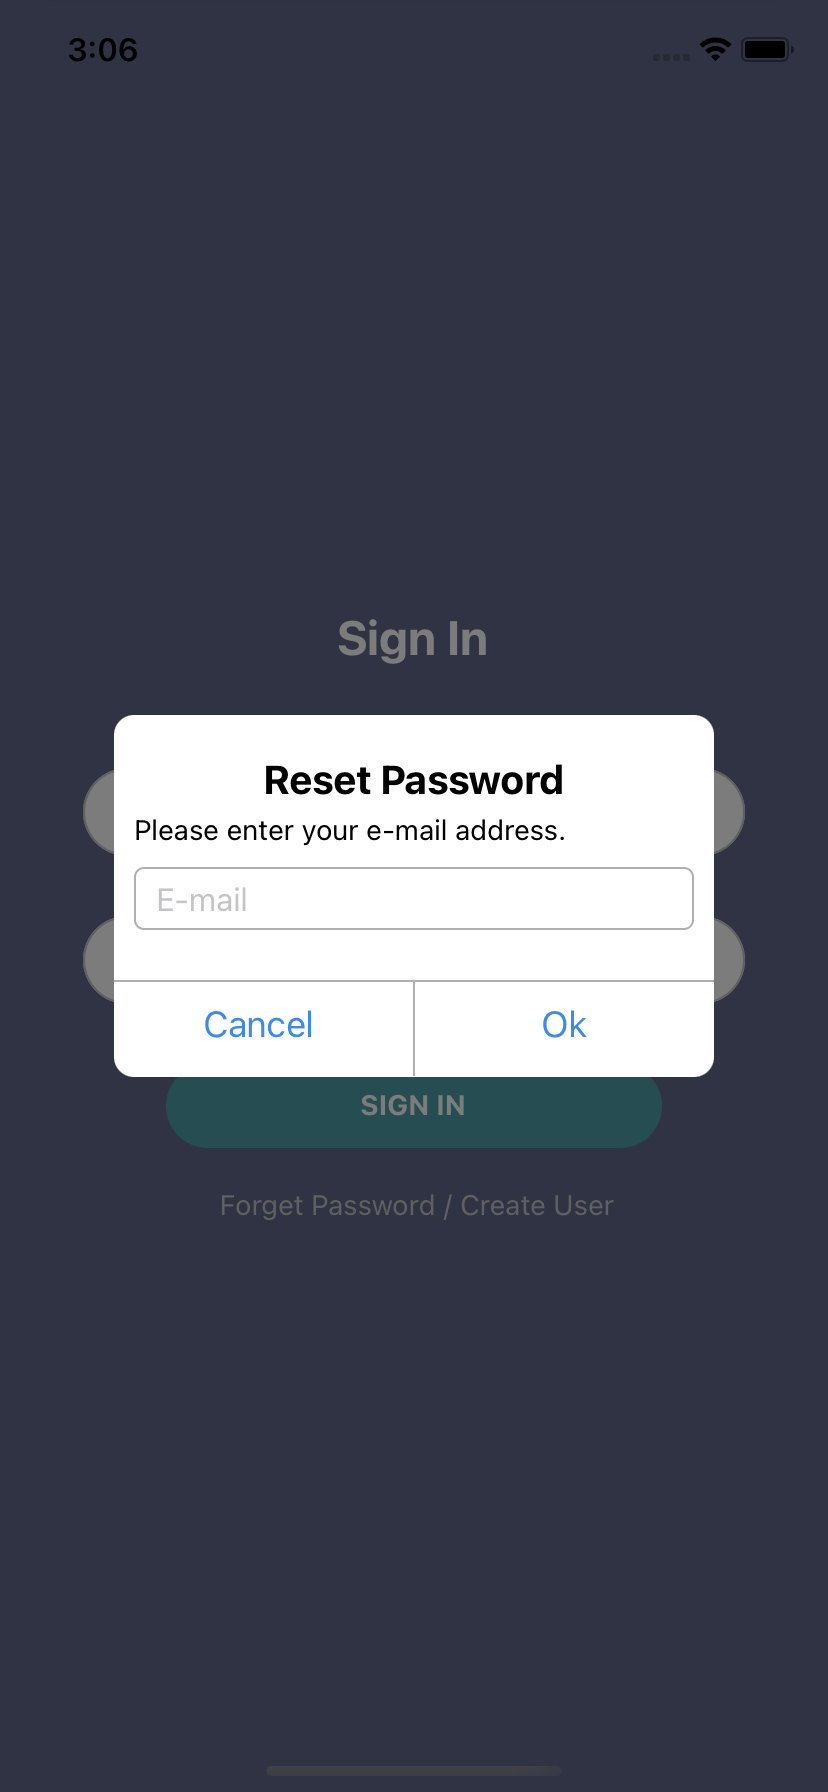 3:06
Sign In
Reset Password
Please enter your e-mail address.
E-mail
Cancel
Ok
SIGN IN
Forget Password / Create User